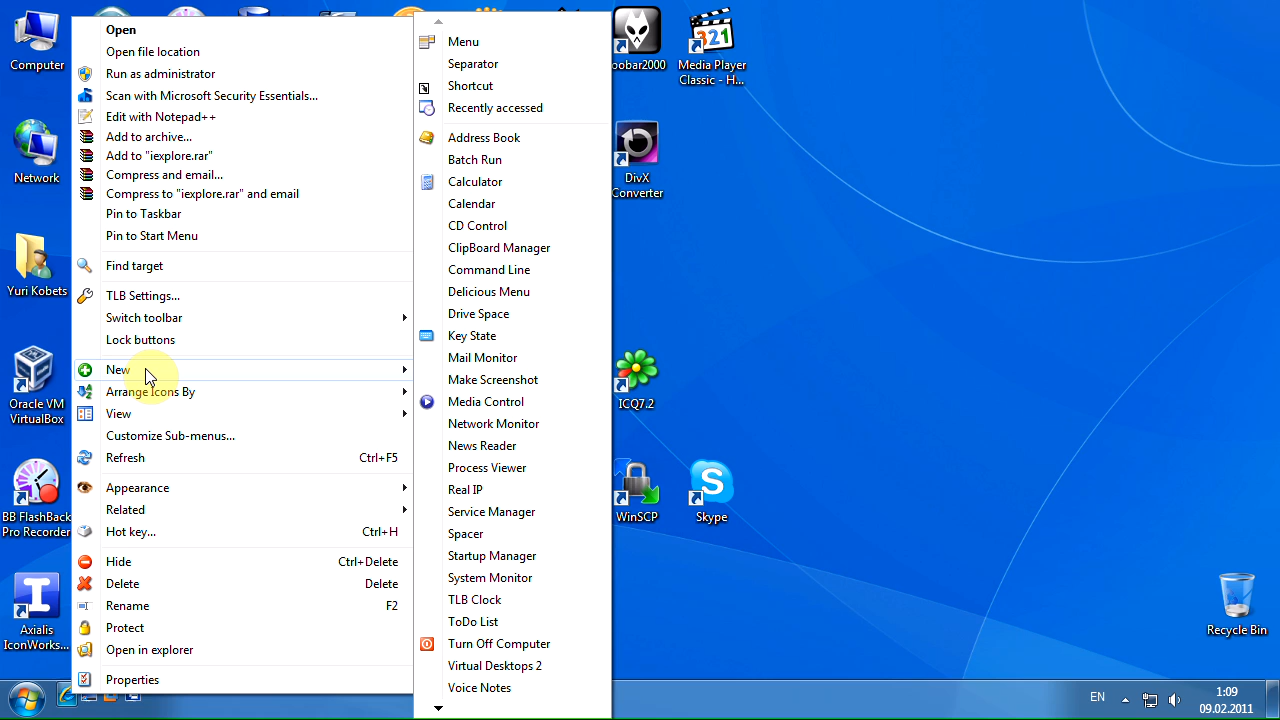 Computer
Network
Yuri Kobets
Oracle VM
VirtualBox
BB FlashBack
Pro Recorder
Axialis
IconWorks...
Open
Open file location
Run as administrator
Scan with Microsoft Security Essentials...
Edit with Notepad++
Add to archive...
Add to "iexplore.rar"
Compress and email...
Compress to "iexplore.rar" and email
Pin to Taskbar
Pin to Start Menu
Find target
TLB Settings...
Switch toolbar
Lock buttons
New
Arrange Icons By
View
Customize Sub-menus...
Refresh Ctrl+F5
Appearance
Related
Hot key... Ctrl+H
Hide Ctrl+Delete
Delete Delete
Rename F2
Protect
Open in explorer
Properties
Menu
Separator
Shortcut
Recently accessed
Address Book
Batch Run
Calculator
Calendar
CD Control
ClipBoard Manager
Command Line
Delicious Menu
Drive Space
Key State
Mail Monitor
Make Screenshot
Media Control
Network Monitor
News Reader
Process Viewer
Real IP
Service Manager
Spacer
Startup Manager
System Monitor
TLB Clock
ToDo List
Turn Off Computer
Virtual Desktops 2
Voice Notes
oobar2000
321
Media Player
Classic - H...
DivX
Converter
ICQ7.2
WinSCP
Skype
Recycle Bin
EN
1:09
09.02.2011